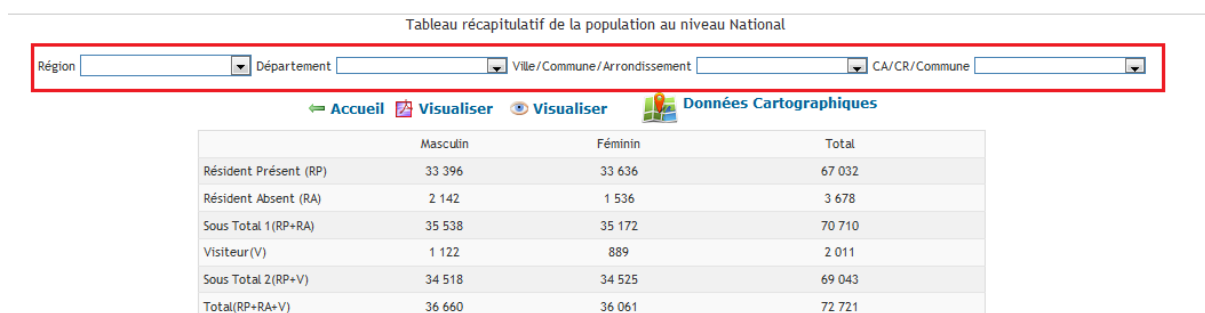 Tableau récapitulatif de la population au niveau National
Région Département Ville/Commune/Arrondissement CA/CR/Commune
Accueil Visualiser Visualiser Données Cartographiques
Masculin Féminin Total
Résident Présent (RP) 33 396 33 636 67 032
Résident Absent (RA) 2 142 1 536 3 678
Sous Total 1(RP+RA) 35 538 35 172 70 710
Visiteur(V) 1 122 889 2 011
Sous Total 2(RP+V) 34 518 34 525 69 043
Total(RP+RA+V) 36 660 36 061 72 721